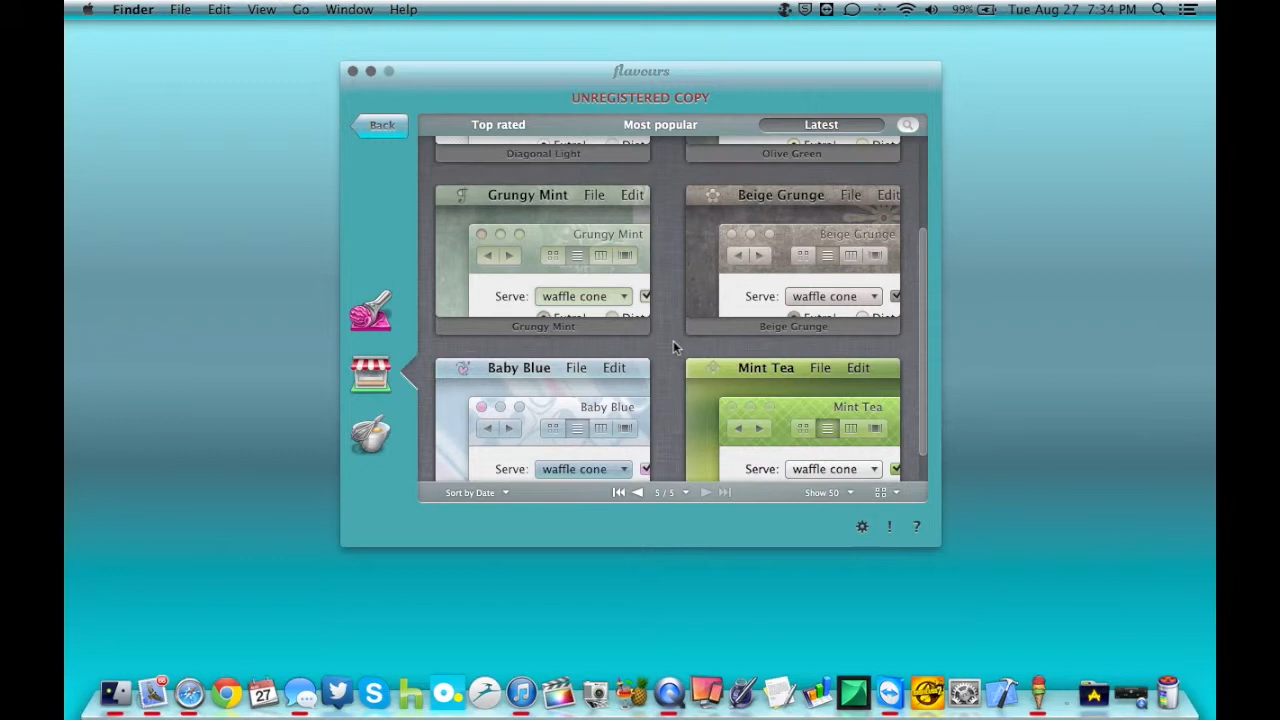 Finder File Edit View Go Window Help 99% Tue Aug 27 7:34 PM
flavours
UNREGISTERED COPY
Back Top rated Most popular Latest
Diagonal Light Olive Green
Grungy Mint File Edit Beige Grunge File Edit
Grungy Mint Beige Grunge
Serve: waffle cone Serve: waffle cone
Grungy Mint Beige Grunge
Baby Blue File Edit Mint Tea File Edit
Baby Blue Mint Tea
Serve: waffle cone Serve: waffle cone
Sort by Date 5 / 5 Show 50
! ?
27